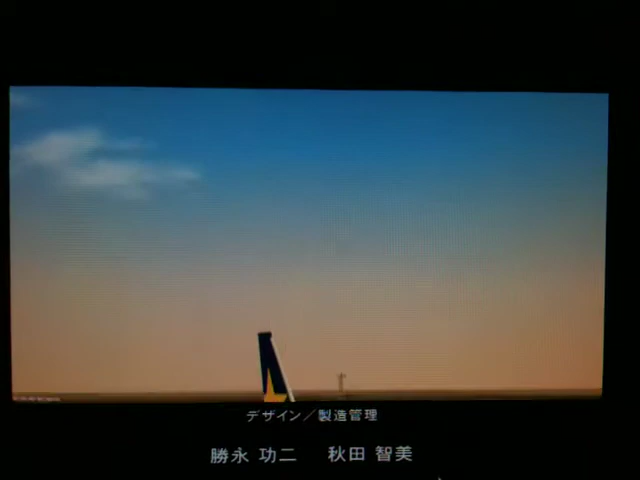 デザイン／製造管理
勝永 功二　秋田 智美